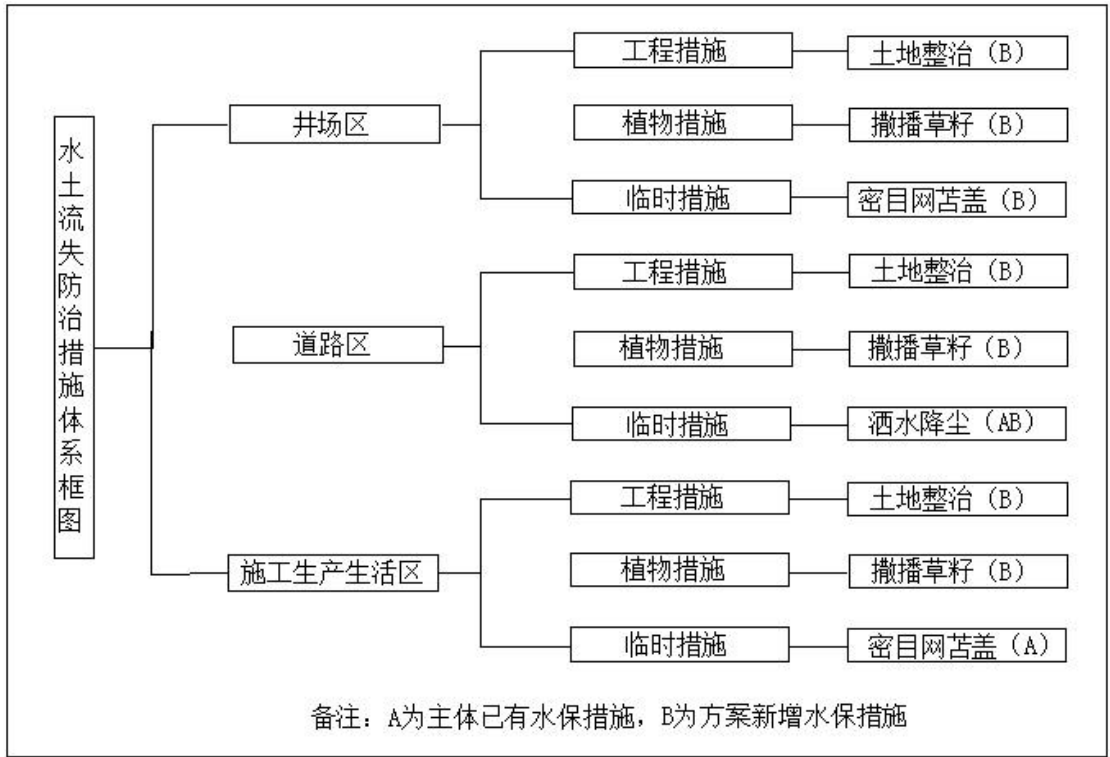 水土流失防治措施体系框图
井场区
工程措施
土地整治（B）
植物措施
撒播草籽（B）
临时措施
密目网苫盖（B）
道路区
工程措施
土地整治（B）
植物措施
撒播草籽（B）
临时措施
洒水降尘（AB）
施工生产生活区
工程措施
土地整治（B）
植物措施
撒播草籽（B）
临时措施
密目网苫盖（A）
备注：A为主体已有水保措施，B为方案新增水保措施